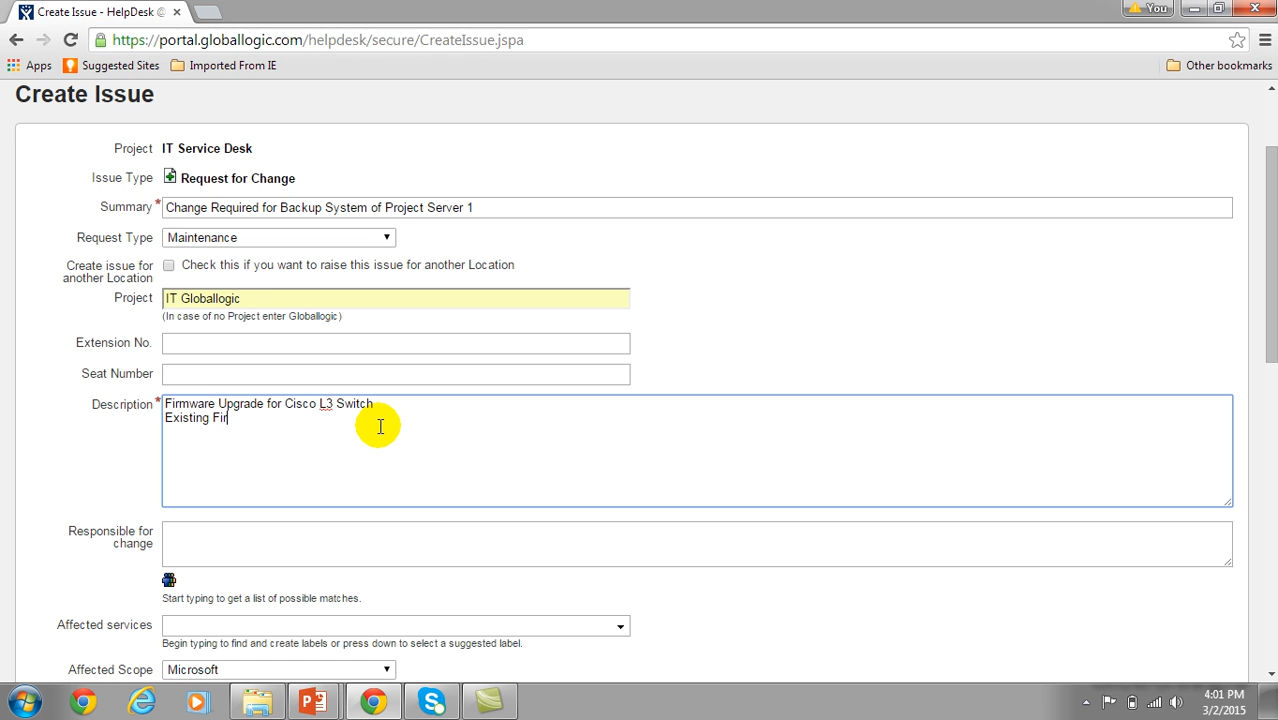 Create Issue - HelpDesk @
You
https://portal.globallogic.com/helpdesk/secure/CreateIssue.jspa
Apps Suggested Sites Imported From IE Other bookmarks
Create Issue
Project IT Service Desk
Issue Type Request for Change
Summary * Change Required for Backup System of Project Server 1
Request Type Maintenance
Create issue for another Location Check this if you want to raise this issue for another Location
Project IT Globallogic
(In case of no Project enter Globallogic)
Extension No.
Seat Number
Description * Firmware Upgrade for Cisco L3 Switch
Existing Fir
Responsible for
change
Start typing to get a list of possible matches.
Affected services
Begin typing to find and create labels or press down to select a suggested label.
Affected Scope Microsoft
4:01 PM
3/2/2015